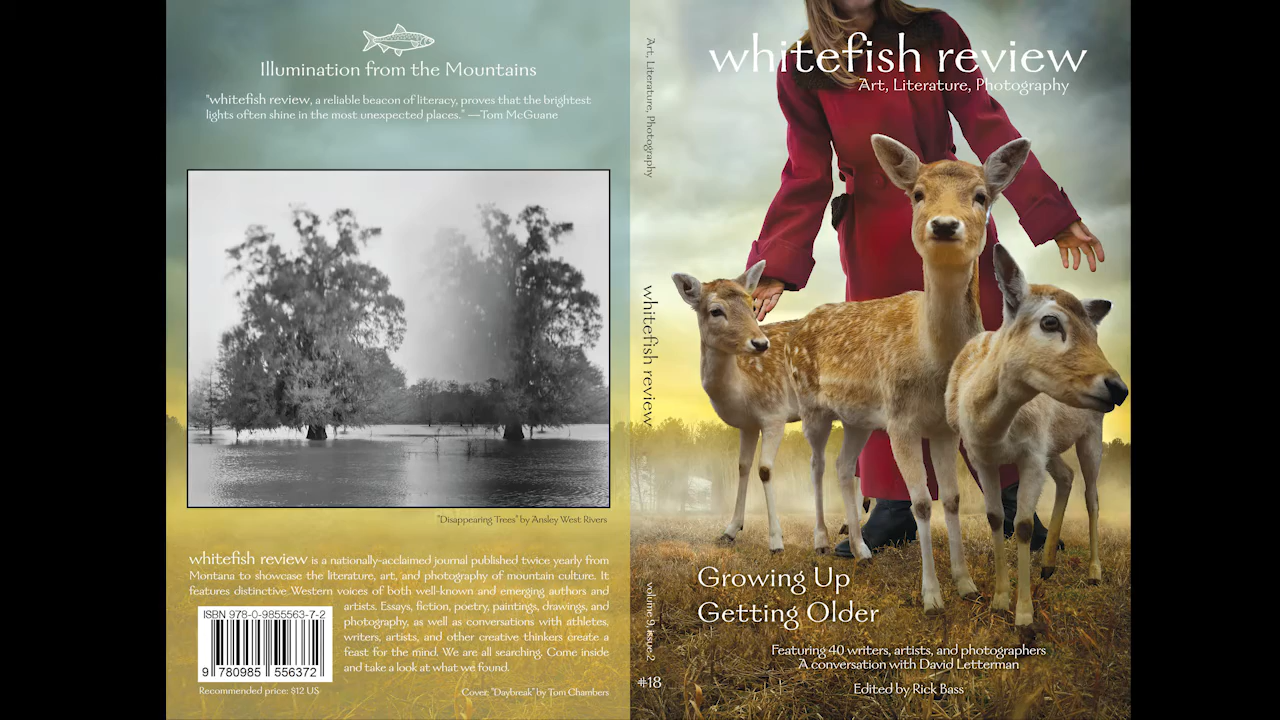 Illumination from the Mountains
"whitefish review, a reliable beacon of literacy, proves that the brightest
lights often shine in the most unexpected places." —Tom McGuane
"Disappearing Trees" by Ansley West Rivers
whitefish review is a nationally-acclaimed journal published twice yearly from
Montana to showcase the literature, art, and photography of mountain culture. It
features distinctive Western voices of both well-known and emerging authors and
artists. Essays, fiction, poetry, paintings, drawings, and
photography, as well as conversations with athletes,
writers, artists, and other creative thinkers create a
feast for the mind. We are all searching. Come inside
and take a look at what we found.
ISBN 978-0-9855563-7-2
9 780985 556372
Recommended price: $12 US
Cover: "Daybreak" by Tom Chambers
Art, Literature, Photography
whitefish review
volume 9, issue 2
#18
whitefish review
Art, Literature, Photography
Growing Up
Getting Older
Featuring 40 writers, artists, and photographers
A conversation with David Letterman
Edited by Rick Bass